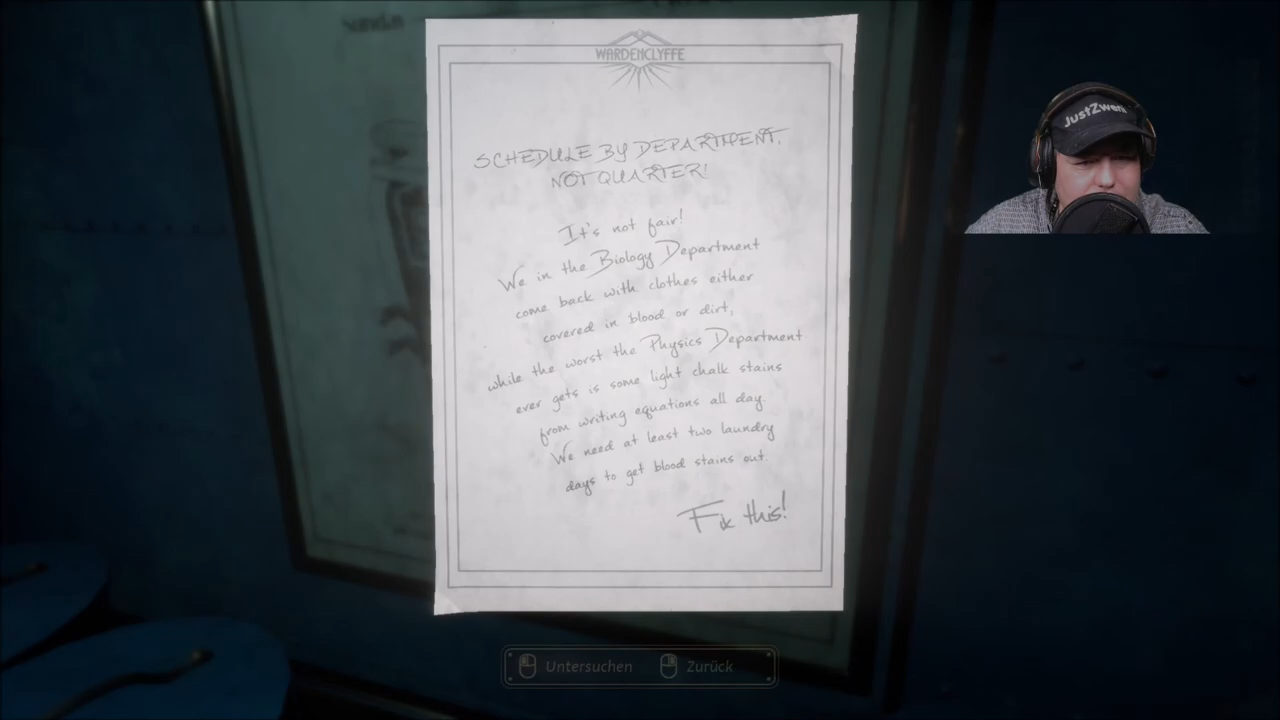 WARDENCLYFFE
SCHEDULE BY DEPARTMENT,
NOT QUARTER!
It's not fair!
We in the Biology Department
come back with clothes either
covered in blood or dirt,
while the worst the Physics Department
ever gets is some light chalk stains
from writing equations all day.
We need at least two laundry
days to get blood stains out.
Fix this!
JustZwerk
Untersuchen
Zurück